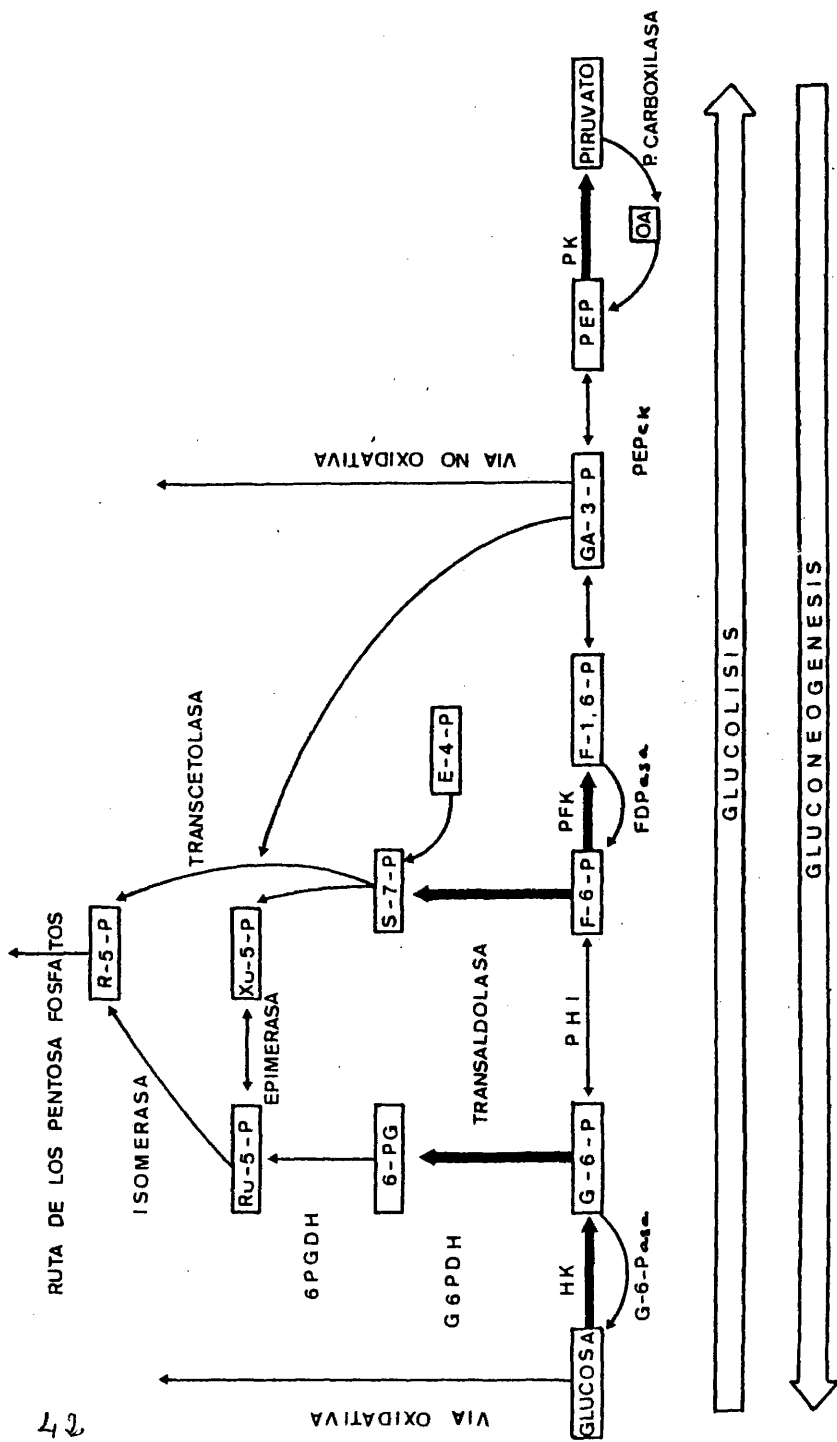 RUTA DE LOS PENTOSA FOSFATOS
R-5-P
ISOMERASA
TRANSCETOLASA
Ru-5-P
Xu-5-P
EPIMERASA
6PGDH
6-PG
S-7-P
E-4-P
G6PDH
TRANSALDOLASA
VIA OXIDATIVA
VIA NO OXIDATIVA
GLUCOSA
HK
G-6-P
PHI
F-6-P
PFK
F-1,6-P
GA-3-P
PEP
PK
PIRUVATO
G-6-Pasa
FDPasa
PEPck
OA
P. CARBOXILASA
GLUCOLISIS
GLUCONEOGENESIS